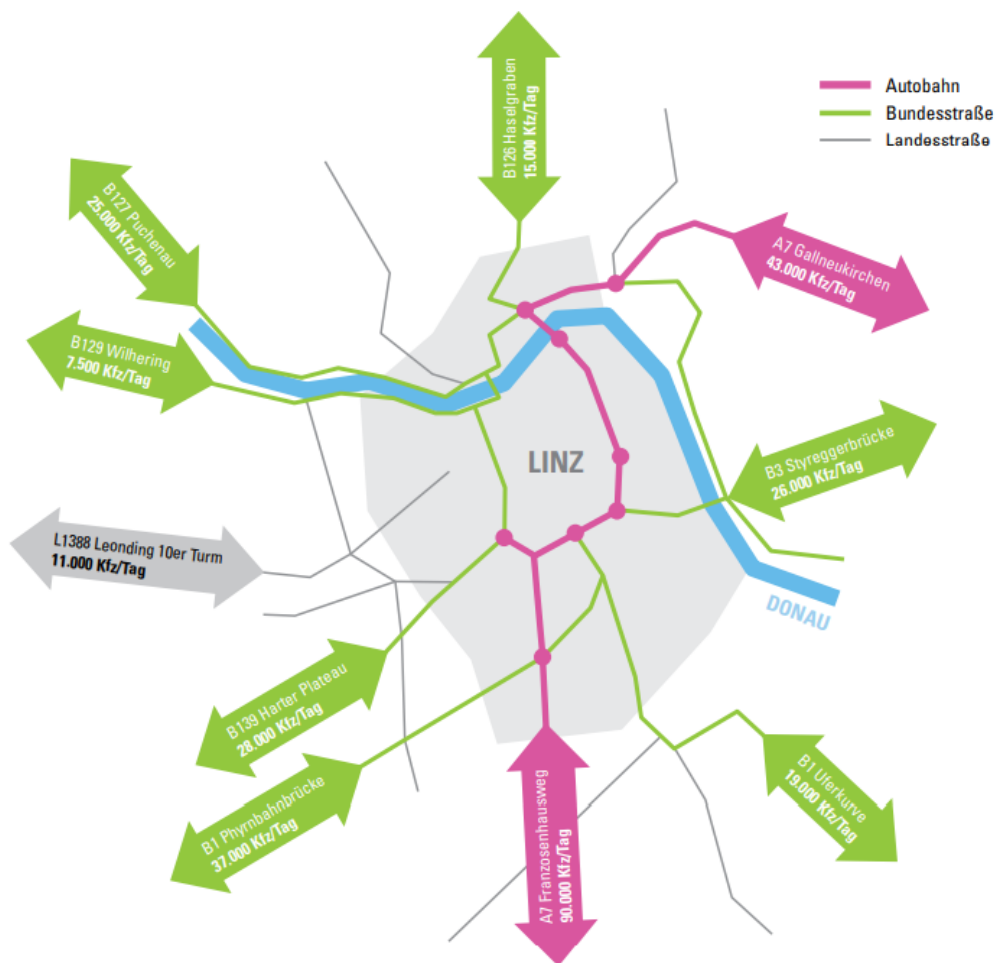 B126 Haselgraben
15.000 Kfz/Tag
Autobahn
Bundesstraße
Landesstraße
B127 Puchenau
25.000 Kfz/Tag
A7 Gallneukirchen
43.000 Kfz/Tag
B129 Wilhering
7.500 Kfz/Tag
LINZ
B3 Styreggerbrücke
26.000 Kfz/Tag
L1388 Leonding 10er Turm
11.000 Kfz/Tag
DONAU
B139 Harter Plateau
28.000 Kfz/Tag
B1 Phyrnbahnbrücke
37.000 Kfz/Tag
A7 Franzosenhausweg
90.000 Kfz/Tag
B1 Uferkurve
19.000 Kfz/Tag